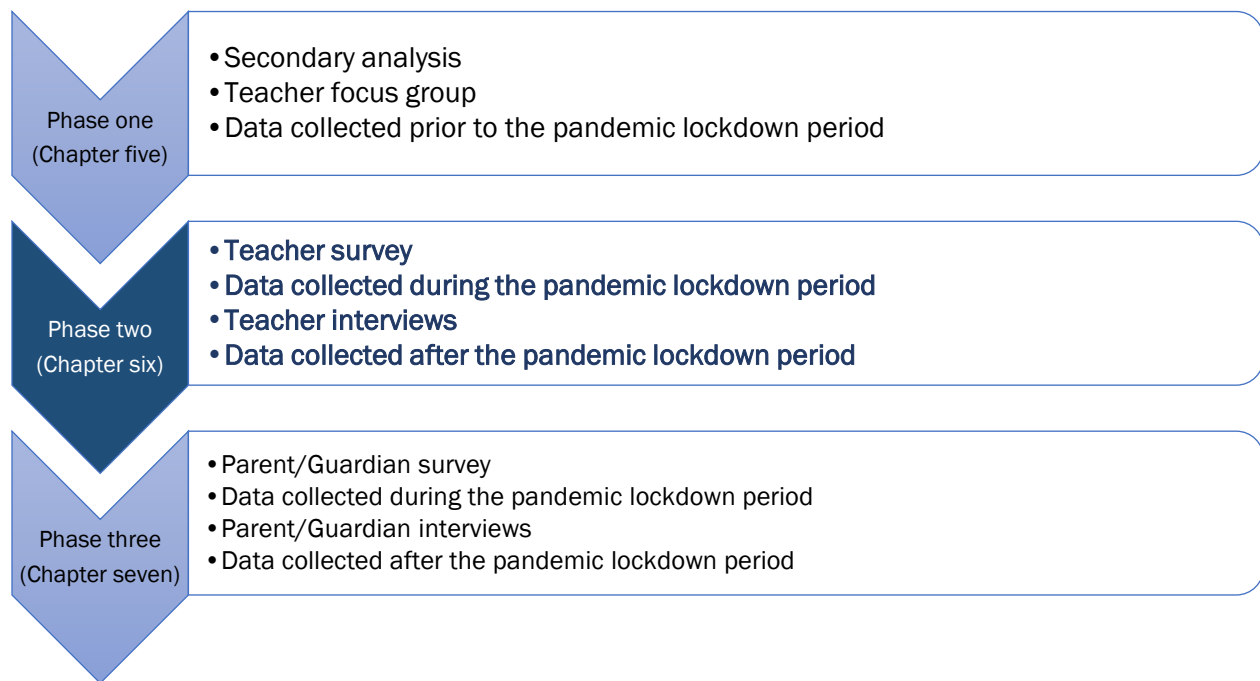 Phase one
(Chapter five)
•Secondary analysis
•Teacher focus group
•Data collected prior to the pandemic lockdown period
Phase two
(Chapter six)
•Teacher survey
•Data collected during the pandemic lockdown period
•Teacher interviews
•Data collected after the pandemic lockdown period
Phase three
(Chapter seven)
•Parent/Guardian survey
•Data collected during the pandemic lockdown period
•Parent/Guardian interviews
•Data collected after the pandemic lockdown period